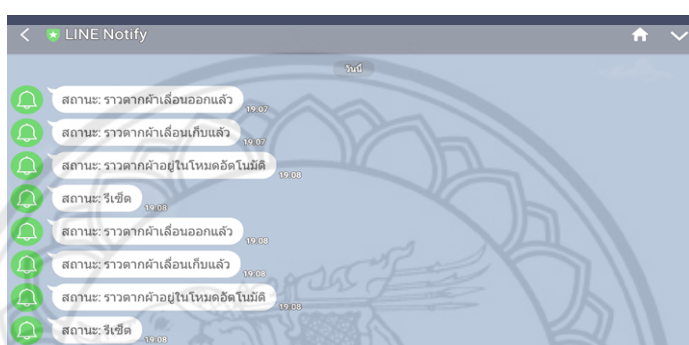 LINE Notify
วันนี้
สถานะ: ราวตากผ้าเลื่อนออกแล้ว
19.07
สถานะ: ราวตากผ้าเลื่อนเก็บแล้ว
19.07
สถานะ: ราวตากผ้าอยู่ในโหมดอัตโนมัติ
19.08
สถานะ: รีเซ็ต
19.08
สถานะ: ราวตากผ้าเลื่อนออกแล้ว
19.08
สถานะ: ราวตากผ้าเลื่อนเก็บแล้ว
19.08
สถานะ: ราวตากผ้าอยู่ในโหมดอัตโนมัติ
19.08
สถานะ: รีเซ็ต
19.08